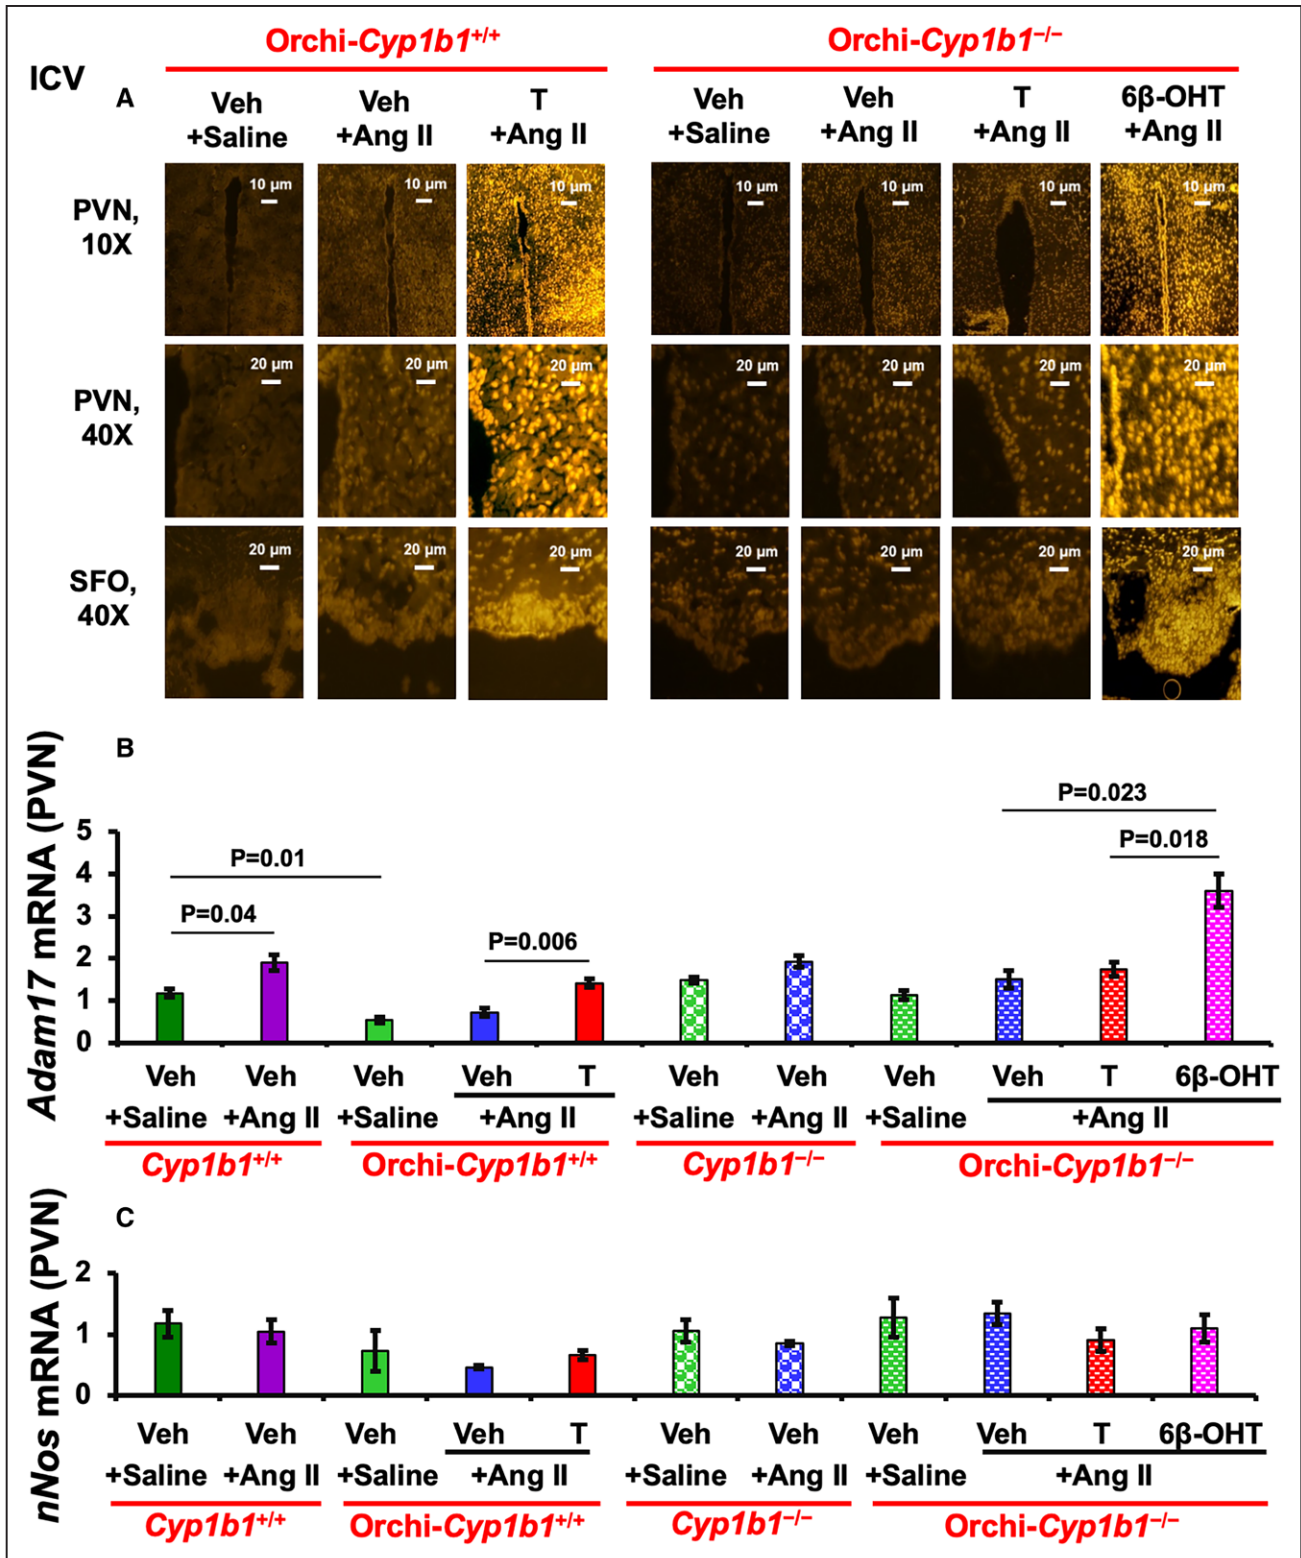 Orchi-Cyp1b1+/+ Orchi-Cyp1b1−/−
ICV
A
Veh Veh T Veh Veh T 6β-OHT
+Saline +Ang II +Ang II +Saline +Ang II +Ang II +Ang II
PVN,
10X
10 μm 10 μm 10 μm 10 μm 10 μm 10 μm 10 μm
PVN,
40X
20 μm 20 μm 20 μm 20 μm 20 μm 20 μm 20 μm
SFO,
40X
20 μm 20 μm 20 μm 20 μm 20 μm 20 μm 20 μm
B
Adam17 mRNA (PVN)
P=0.023
5
P=0.018
P=0.01
4
3
P=0.04
P=0.006
2
1
0
Veh Veh Veh Veh T Veh Veh Veh Veh T 6β-OHT
+Saline +Ang II +Saline +Ang II +Saline +Ang II +Saline +Ang II
Cyp1b1+/+ Orchi-Cyp1b1+/+ Cyp1b1−/− Orchi-Cyp1b1−/−
C
nNos mRNA (PVN)
2
1
0
Veh Veh Veh Veh T Veh Veh Veh Veh T 6β-OHT
+Saline +Ang II +Saline +Ang II +Saline +Ang II +Saline +Ang II
Cyp1b1+/+ Orchi-Cyp1b1+/+ Cyp1b1−/− Orchi-Cyp1b1−/−